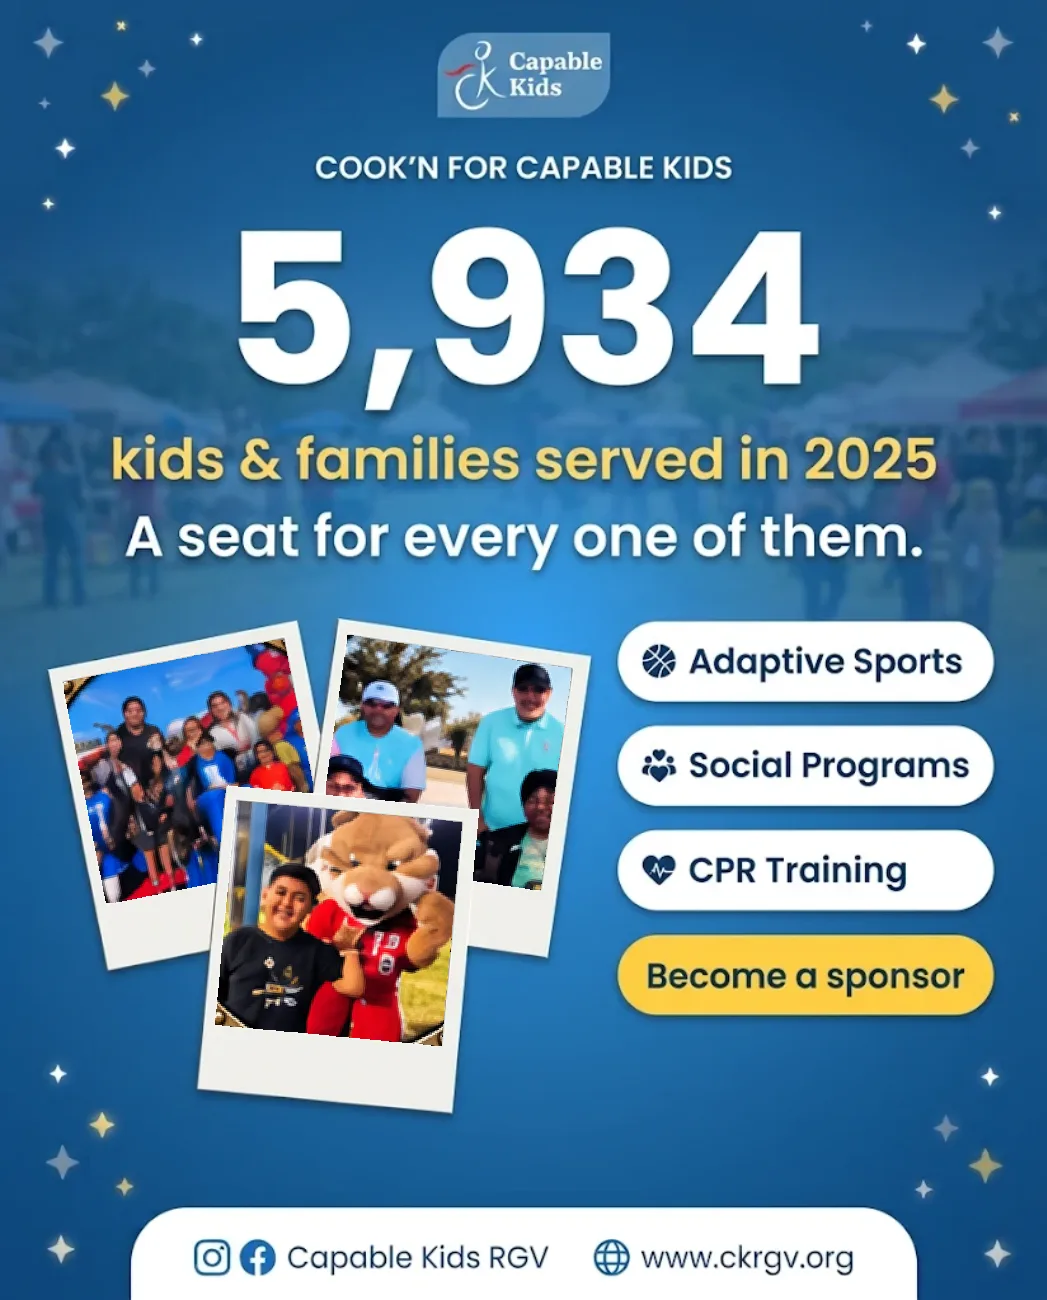 Capable
Kids
COOK’N FOR CAPABLE KIDS
5,934
kids & families served in 2025
A seat for every one of them.
Adaptive Sports
Social Programs
CPR Training
Become a sponsor
Capable Kids RGV
www.ckrgv.org